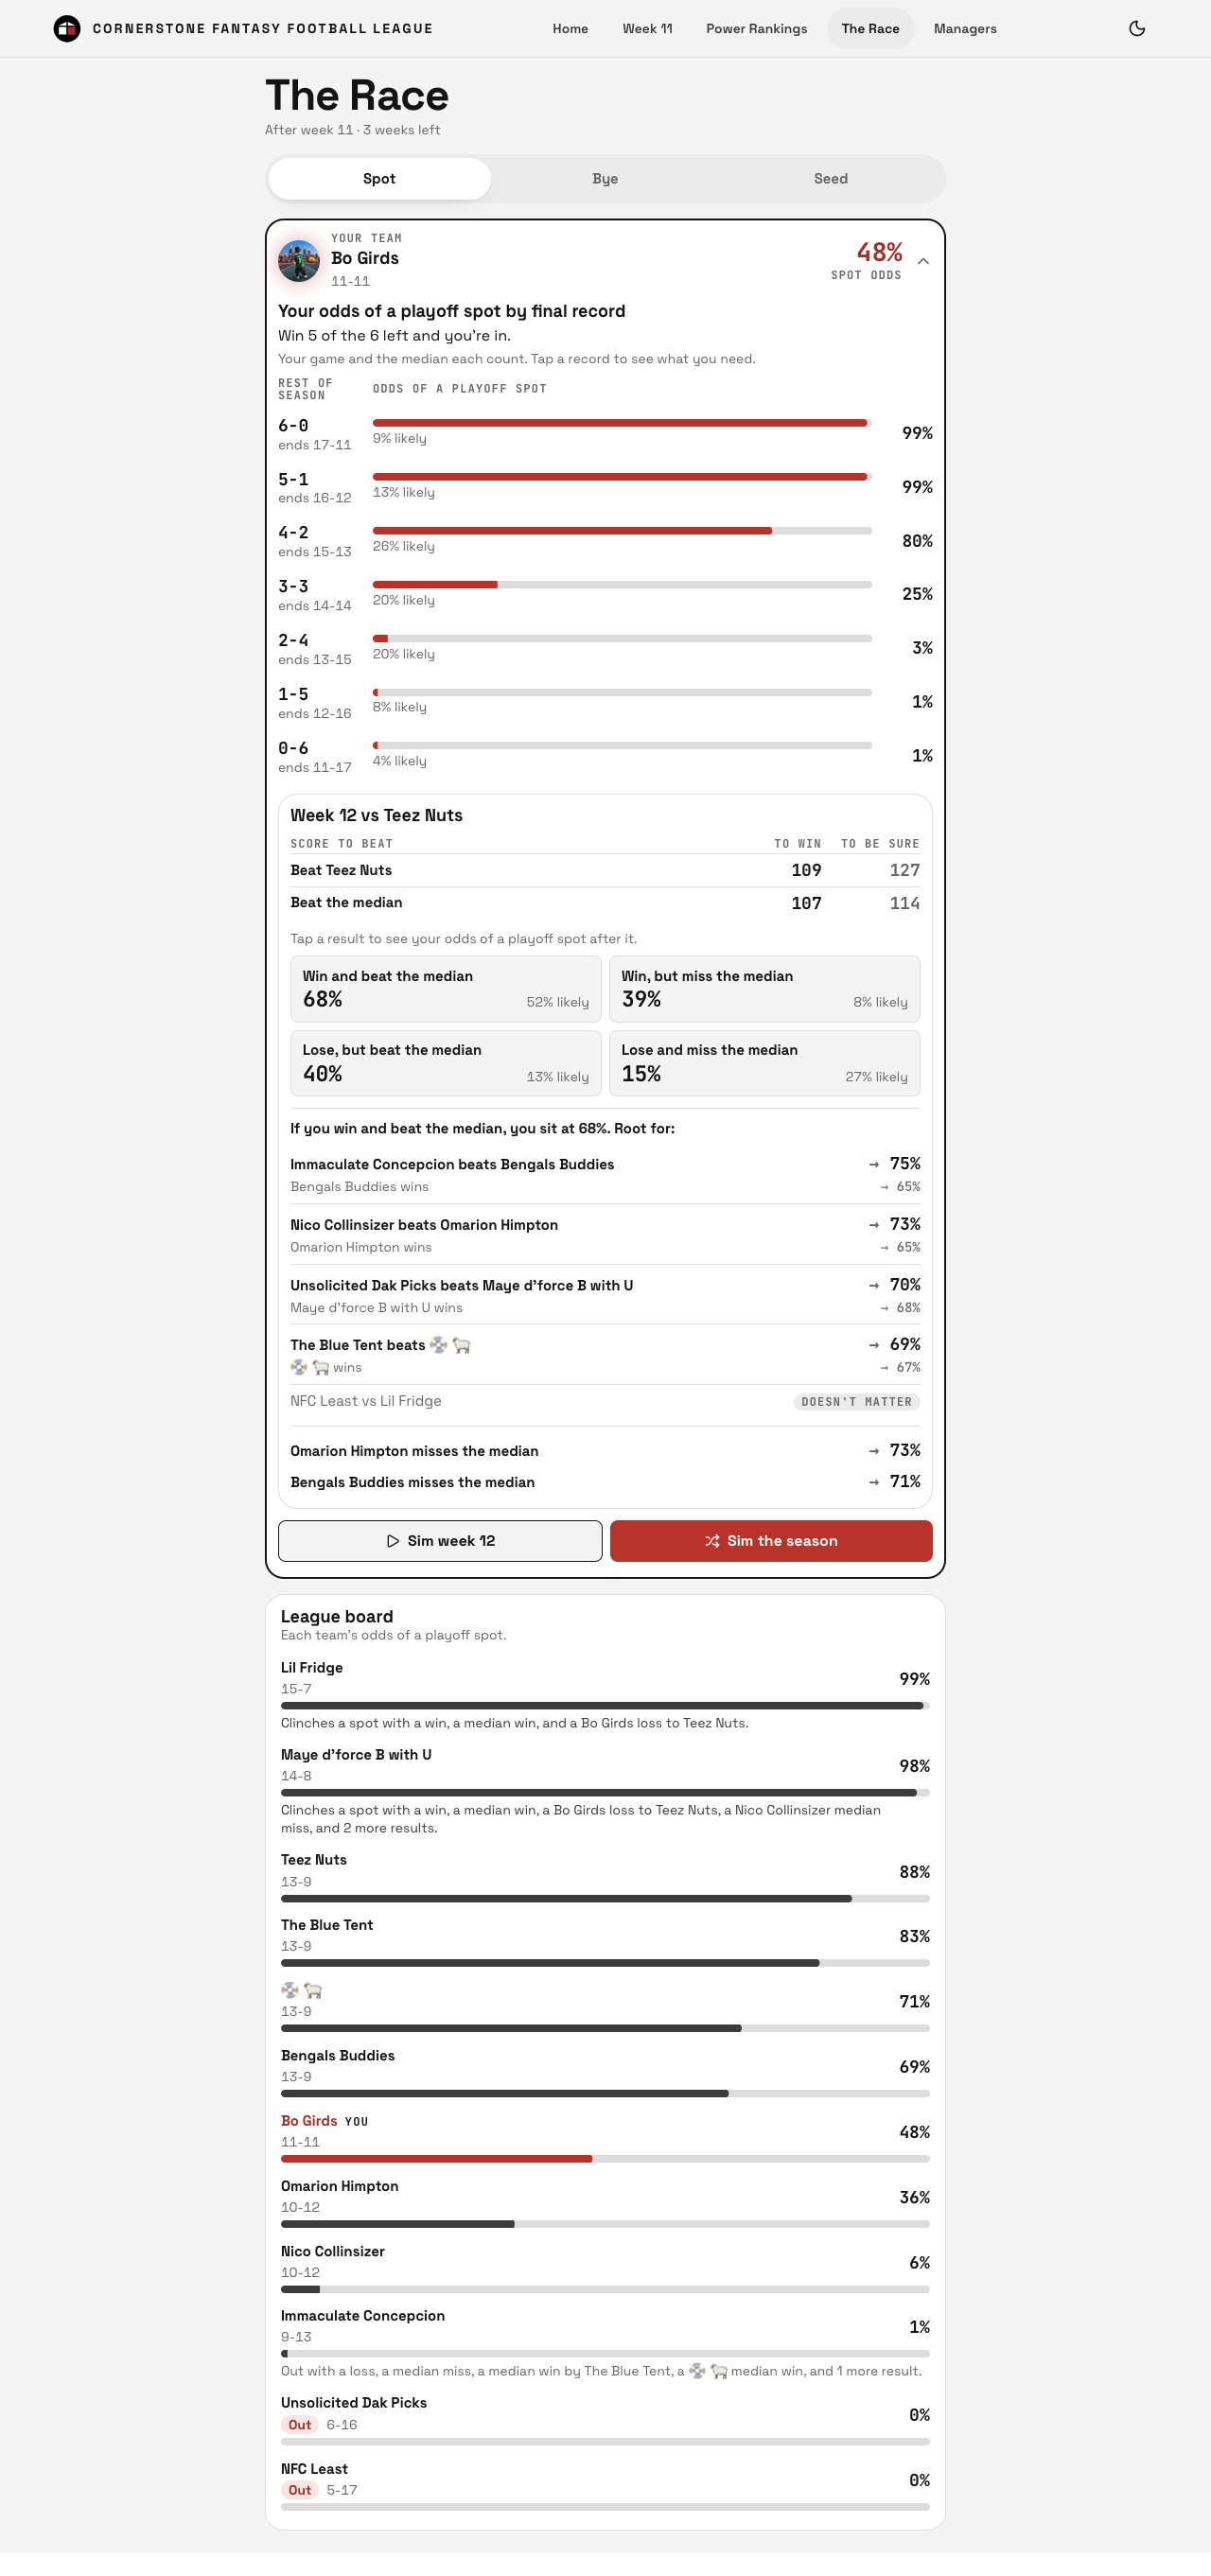 CORNERSTONE FANTASY FOOTBALL LEAGUE
Home
Week 11
Power Rankings
The Race
Managers
The Race
After week 11 · 3 weeks left
Spot
Bye
Seed
YOUR TEAM
Bo Girds
11-11
48%
SPOT ODDS
Your odds of a playoff spot by final record
Win 5 of the 6 left and you're in.
Your game and the median each count. Tap a record to see what you need.
REST OF
SEASON
ODDS OF A PLAYOFF SPOT
6-0
ends 17-11
9% likely
99%
5-1
ends 16-12
13% likely
99%
4-2
ends 15-13
26% likely
80%
3-3
ends 14-14
20% likely
25%
2-4
ends 13-15
20% likely
3%
1-5
ends 12-16
8% likely
1%
0-6
ends 11-17
4% likely
1%
Week 12 vs Teez Nuts
SCORE TO BEAT TO WIN TO BE SURE
Beat Teez Nuts 109 127
Beat the median 107 114
Tap a result to see your odds of a playoff spot after it.
Win and beat the median
68% 52% likely
Win, but miss the median
39% 8% likely
Lose, but beat the median
40% 13% likely
Lose and miss the median
15% 27% likely
If you win and beat the median, you sit at 68%. Root for:
Immaculate Concepcion beats Bengals Buddies → 75%
Bengals Buddies wins → 65%
Nico Collinsizer beats Omarion Himpton → 73%
Omarion Himpton wins → 65%
Unsolicited Dak Picks beats Maye d'force B with U → 70%
Maye d'force B with U wins → 68%
The Blue Tent beats 💿 🐑 → 69%
💿 🐑 wins → 67%
NFC Least vs Lil Fridge DOESN'T MATTER
Omarion Himpton misses the median → 73%
Bengals Buddies misses the median → 71%
Sim week 12
Sim the season
League board
Each team's odds of a playoff spot.
Lil Fridge
15-7
99%
Clinches a spot with a win, a median win, and a Bo Girds loss to Teez Nuts.
Maye d'force B with U
14-8
98%
Clinches a spot with a win, a median win, a Bo Girds loss to Teez Nuts, a Nico Collinsizer median
miss, and 2 more results.
Teez Nuts
13-9
88%
The Blue Tent
13-9
83%
💿 🐑
13-9
71%
Bengals Buddies
13-9
69%
Bo Girds YOU
11-11
48%
Omarion Himpton
10-12
36%
Nico Collinsizer
10-12
6%
Immaculate Concepcion
9-13
1%
Out with a loss, a median miss, a median win by The Blue Tent, a 💿 🐑 median win, and 1 more result.
Unsolicited Dak Picks
Out 6-16
0%
NFC Least
Out 5-17
0%